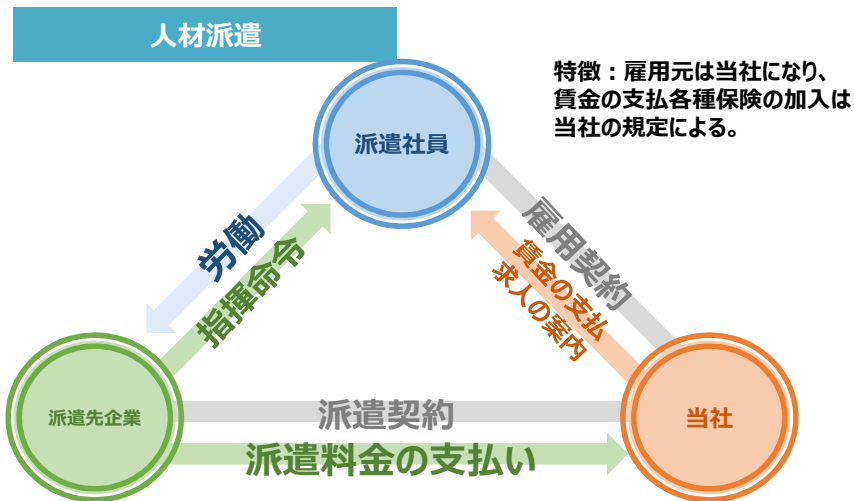 人材派遣
特徴：雇用元は当社になり、
賃金の支払各種保険の加入は
当社の規定による。
派遣社員
労働
指揮命令
雇用契約
賃金の支払
求人の案内
派遣先企業
派遣契約
派遣料金の支払い
当社